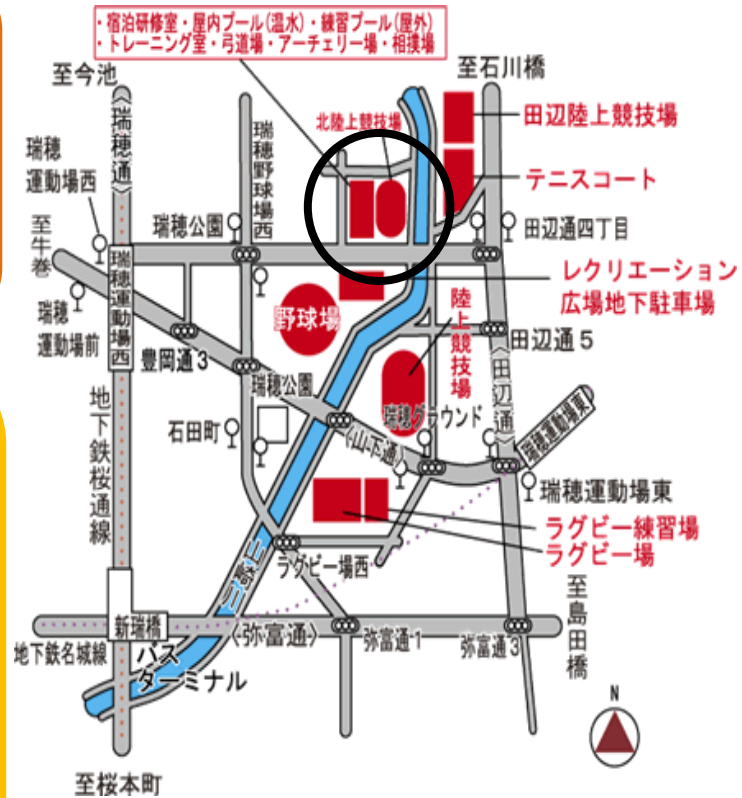 ・宿泊研修室・屋内プール(温水)・練習プール(屋外)
・トレーニング室・弓道場・アーチェリー場・相撲場
至今池
至石川橋
〈瑞穂通〉
瑞穂
運動場西
瑞穂野球場西
北陸上競技場
田辺陸上競技場
テニスコート
至牛巻
瑞穂公園
田辺通四丁目
瑞穂運動場西
レクリエーション
広場地下駐車場
瑞穂
運動場前
野球場
陸上競技場
豊岡通3
田辺通5
〈田辺通〉
瑞穂公園
瑞穂グラウンド
石田町
〈山下通〉
瑞穂運動場東
地下鉄桜通線
瑞穂運動場東
ラグビー練習場
ラグビー場
ラグビー場西
山崎川
至島田橋
新瑞橋
地下鉄名城線
〈弥富通〉
弥富通1
弥富通3
バス
ターミナル
N
至桜本町